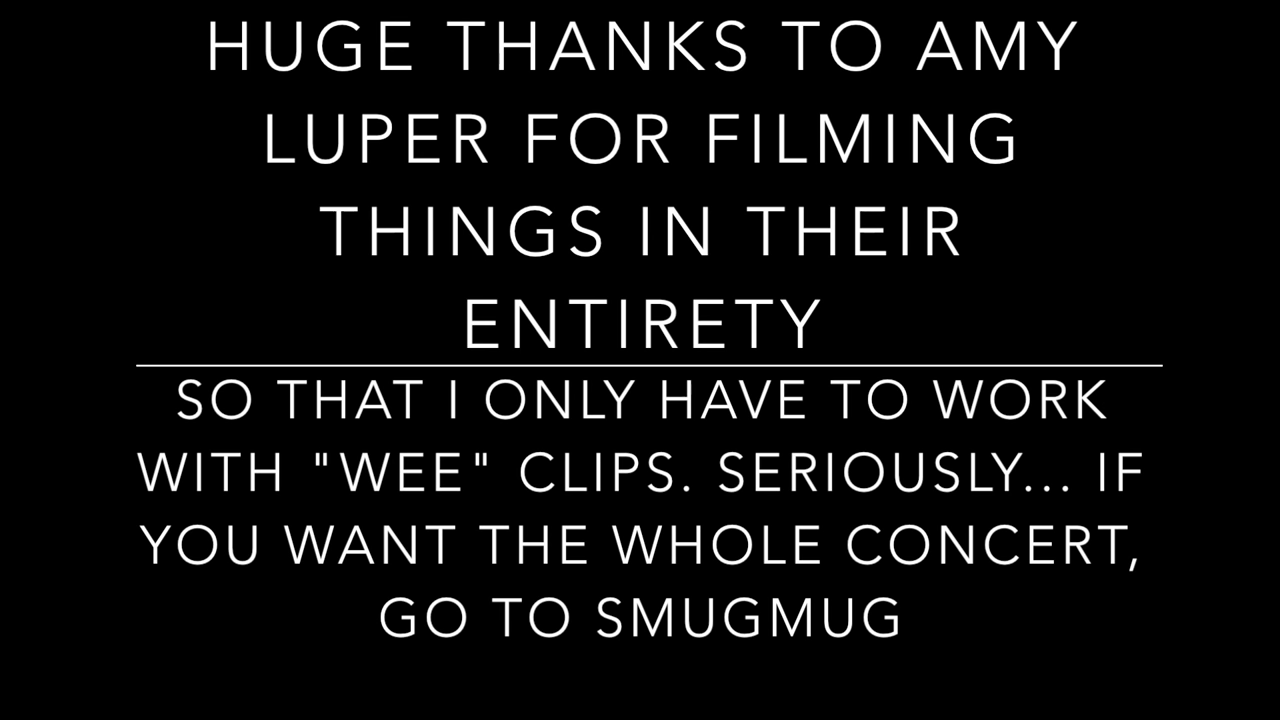 HUGE THANKS TO AMY
LUPER FOR FILMING
THINGS IN THEIR
ENTIRETY
SO THAT I ONLY HAVE TO WORK
WITH "WEE" CLIPS. SERIOUSLY... IF
YOU WANT THE WHOLE CONCERT,
GO TO SMUGMUG